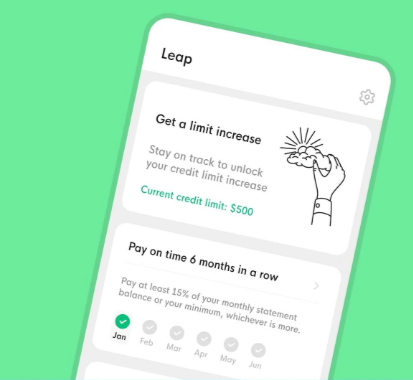 Leap
Get a limit increase
Stay on track to unlock
your credit limit increase
Current credit limit: $500
Pay on time 6 months in a row
Pay at least 15% of your monthly statement
balance or your minimum, whichever is more.
Jan Feb Mar Apr May Jun